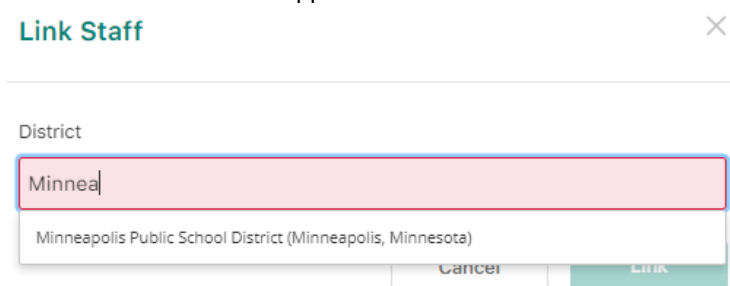 Link Staff
District
Minnea
Minneapolis Public School District (Minneapolis, Minnesota)
Cancel Link